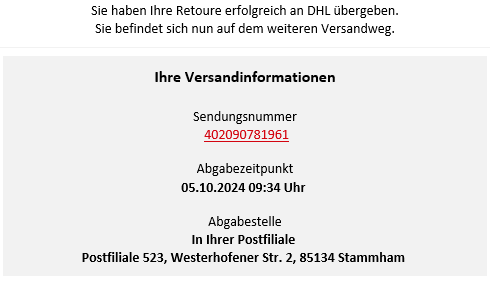 Sie haben Ihre Retoure erfolgreich an DHL übergeben.
Sie befindet sich nun auf dem weiteren Versandweg.
Ihre Versandinformationen
Sendungsnummer
402090781961
Abgabezeitpunkt
05.10.2024 09:34 Uhr
Abgabestelle
In Ihrer Postfiliale
Postfiliale 523, Westerhofener Str. 2, 85134 Stammham